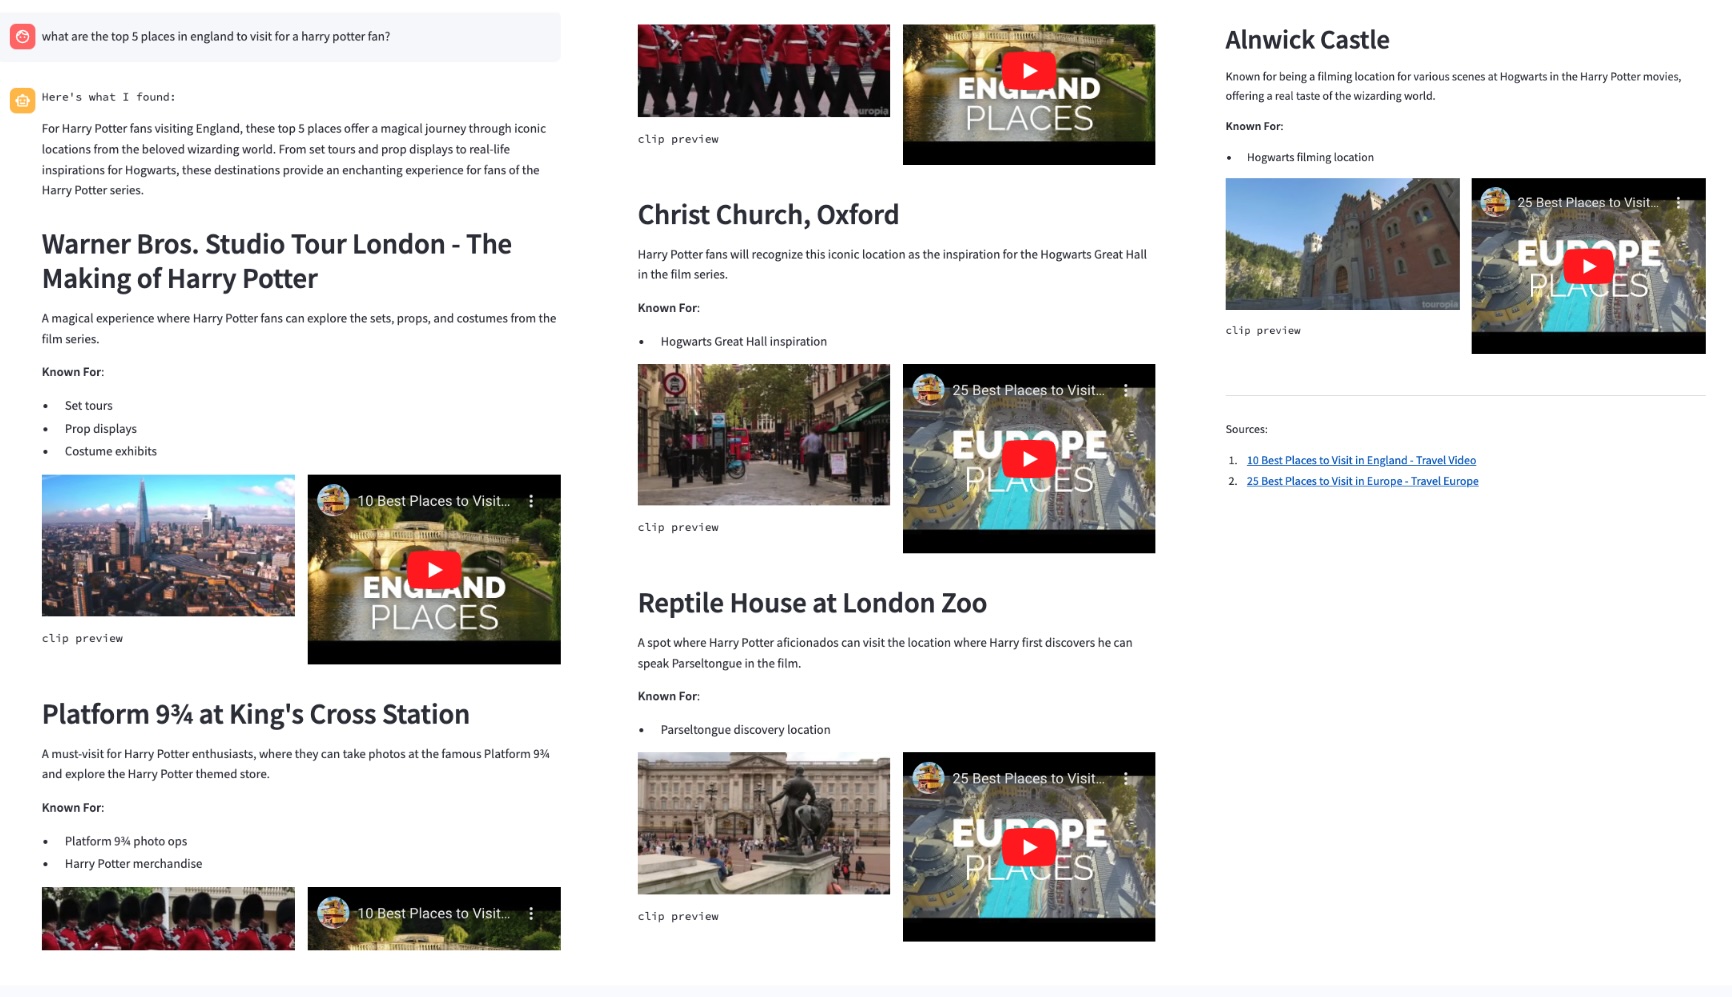 what are the top 5 places in england to visit for a harry potter fan?
Here's what I found:
For Harry Potter fans visiting England, these top 5 places offer a magical journey through iconic
locations from the beloved wizarding world. From set tours and prop displays to real-life
inspirations for Hogwarts, these destinations provide an enchanting experience for fans of the
Harry Potter series.
Warner Bros. Studio Tour London - The
Making of Harry Potter
A magical experience where Harry Potter fans can explore the sets, props, and costumes from the
film series.
Known For:
• Set tours
• Prop displays
• Costume exhibits
10 Best Places to Visit...
ENGLAND
PLACES
clip preview
Platform 9¾ at King's Cross Station
A must-visit for Harry Potter enthusiasts, where they can take photos at the famous Platform 9¾
and explore the Harry Potter themed store.
Known For:
• Platform 9¾ photo ops
• Harry Potter merchandise
10 Best Places to Visit...
touropia
ENGLAND
PLACES
clip preview
Christ Church, Oxford
Harry Potter fans will recognize this iconic location as the inspiration for the Hogwarts Great Hall
in the film series.
Known For:
• Hogwarts Great Hall inspiration
touropia
25 Best Places to Visit...
EUROPE
PLACES
clip preview
Reptile House at London Zoo
A spot where Harry Potter aficionados can visit the location where Harry first discovers he can
speak Parseltongue in the film.
Known For:
• Parseltongue discovery location
25 Best Places to Visit...
EUROPE
PLACES
clip preview
Alnwick Castle
Known for being a filming location for various scenes at Hogwarts in the Harry Potter movies,
offering a real taste of the wizarding world.
Known For:
• Hogwarts filming location
touropia
25 Best Places to Visit...
EUROPE
PLACES
clip preview
Sources:
1. 10 Best Places to Visit in England - Travel Video
2. 25 Best Places to Visit in Europe - Travel Europe